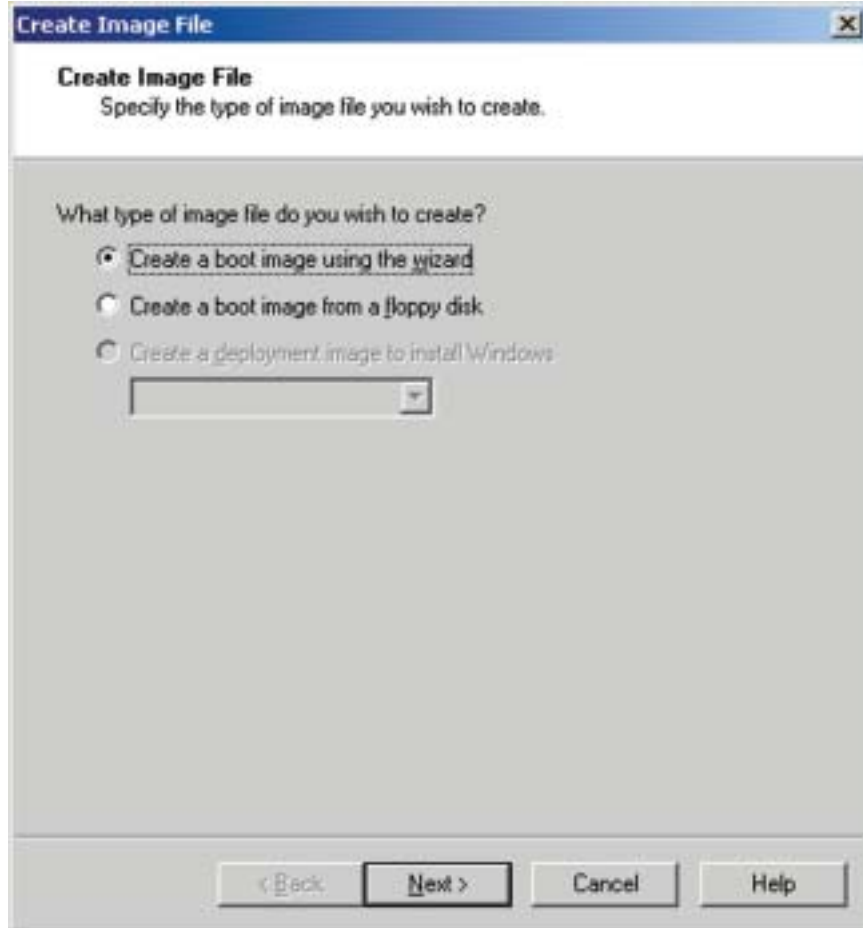 Create Image File
Create Image File
Specify the type of image file you wish to create.
What type of image file do you wish to create?
Create a boot image using the wizard
Create a boot image from a floppy disk
Create a deployment image to install Windows
< Back
Next >
Cancel
Help